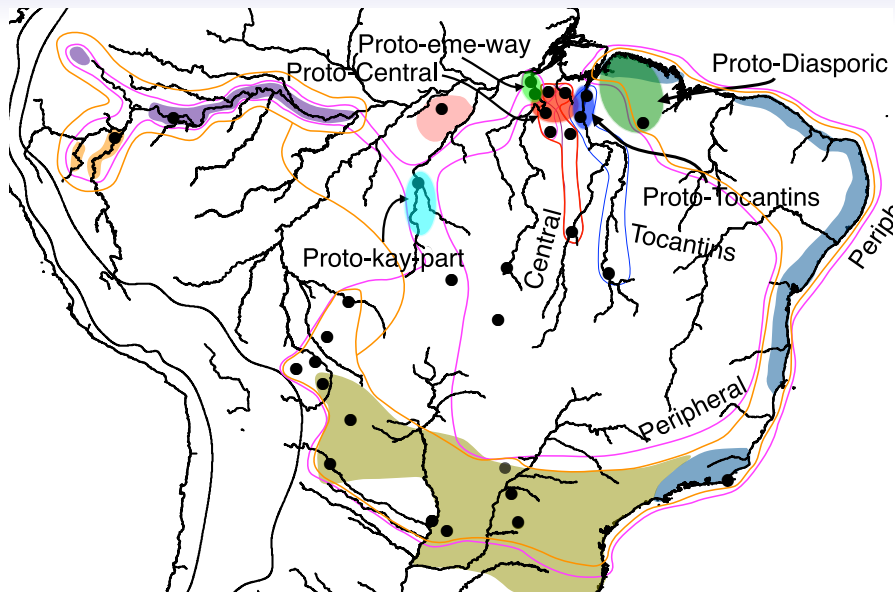 Proto-eme-way
Proto-Central
Proto-Diasporic
Proto-Tocantins
Proto-kay-part
Central
Tocantins
Periph
Peripheral